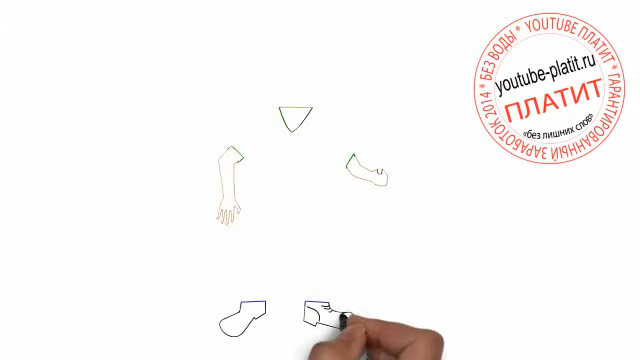 * БЕЗ ВОДЫ * YOUTUBE ПЛАТИТ * ГАРАНТИРОВАННЫЙ ЗАРАБОТОК 2014
youtube-platit.ru
ПЛАТИТ
«без лишних слов»